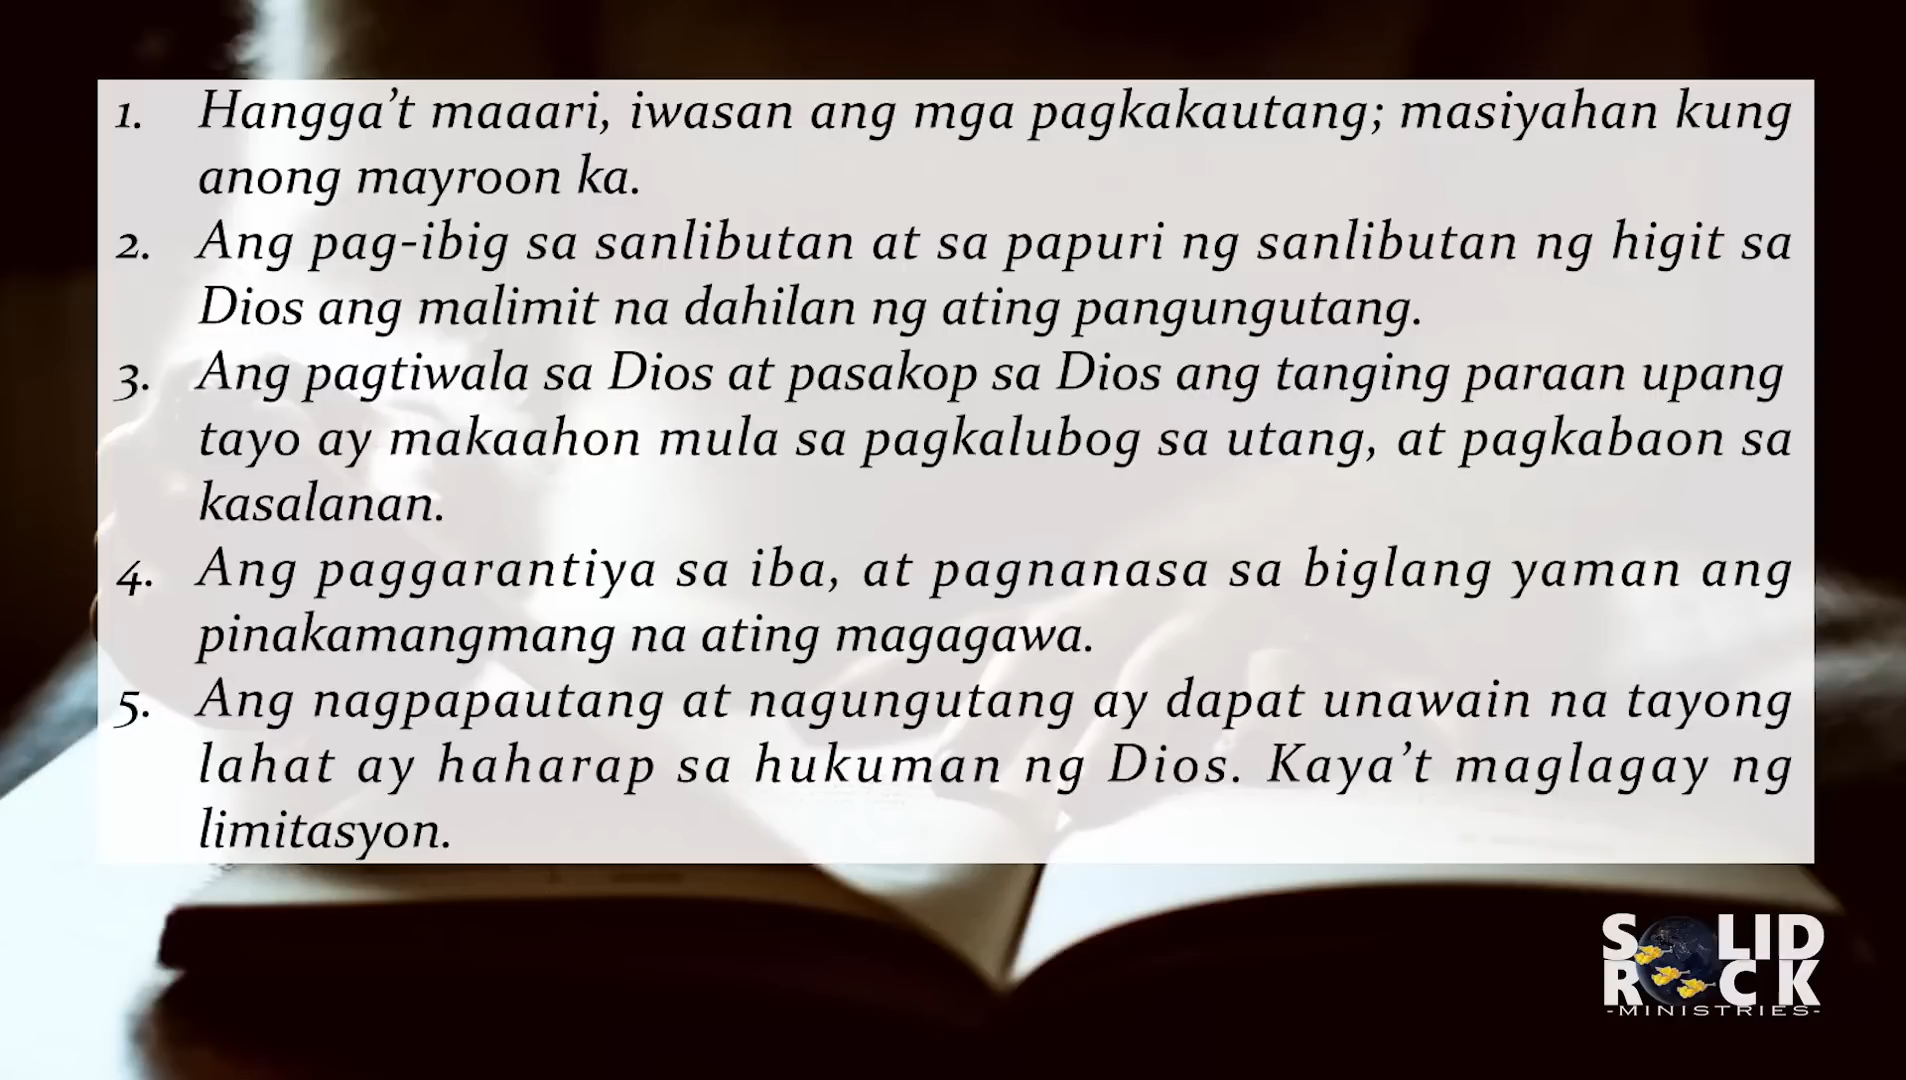 1. Hangga’t maaari, iwasan ang mga pagkakautang; masiyahan kung
anong mayroon ka.
2. Ang pag-ibig sa sanlibutan at sa papuri ng sanlibutan ng higit sa
Dios ang malimit na dahilan ng ating pangungutang.
3. Ang pagtiwala sa Dios at pasakop sa Dios ang tanging paraan upang
tayo ay makaahon mula sa pagkalubog sa utang, at pagkabaon sa
kasalanan.
4. Ang paggarantiya sa iba, at pagnanasa sa biglang yaman ang
pinakamangmang na ating magagawa.
5. Ang nagpapautang at nagungutang ay dapat unawain na tayong
lahat ay haharap sa hukuman ng Dios. Kaya’t maglagay ng
limitasyon.
SOLID
ROCK
-MINISTRIES-